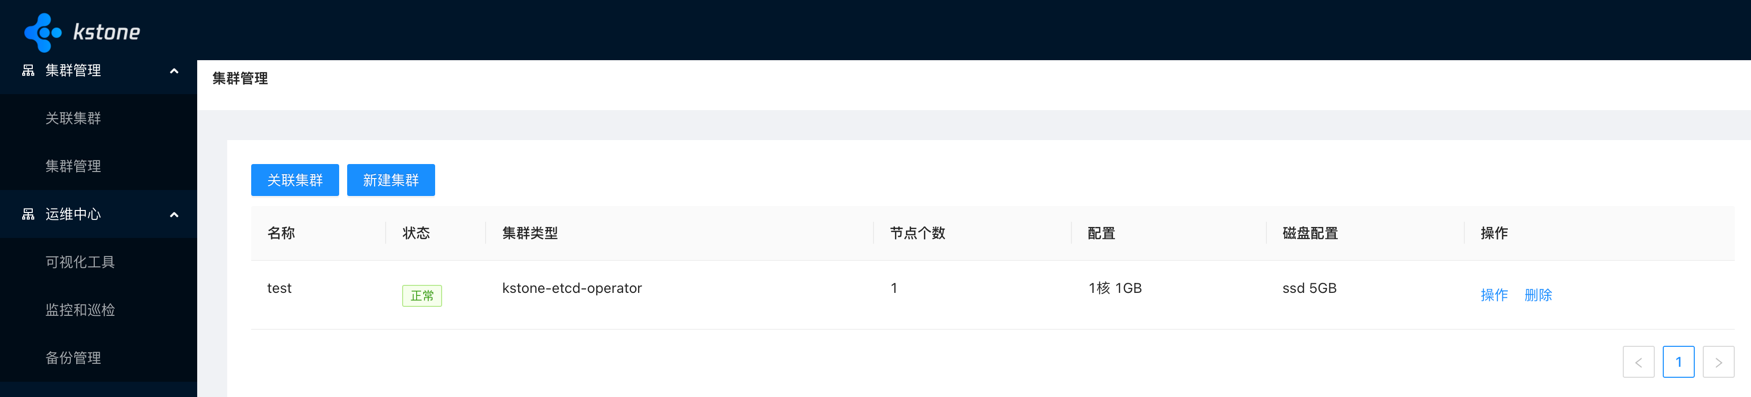 kstone
集群管理
关联集群
集群管理
运维中心
可视化工具
监控和巡检
备份管理
集群管理
关联集群 新建集群
名称 状态 集群类型 节点个数 配置 磁盘配置 操作
test 正常 kstone-etcd-operator 1 1核 1GB ssd 5GB 操作 删除
< 1 >